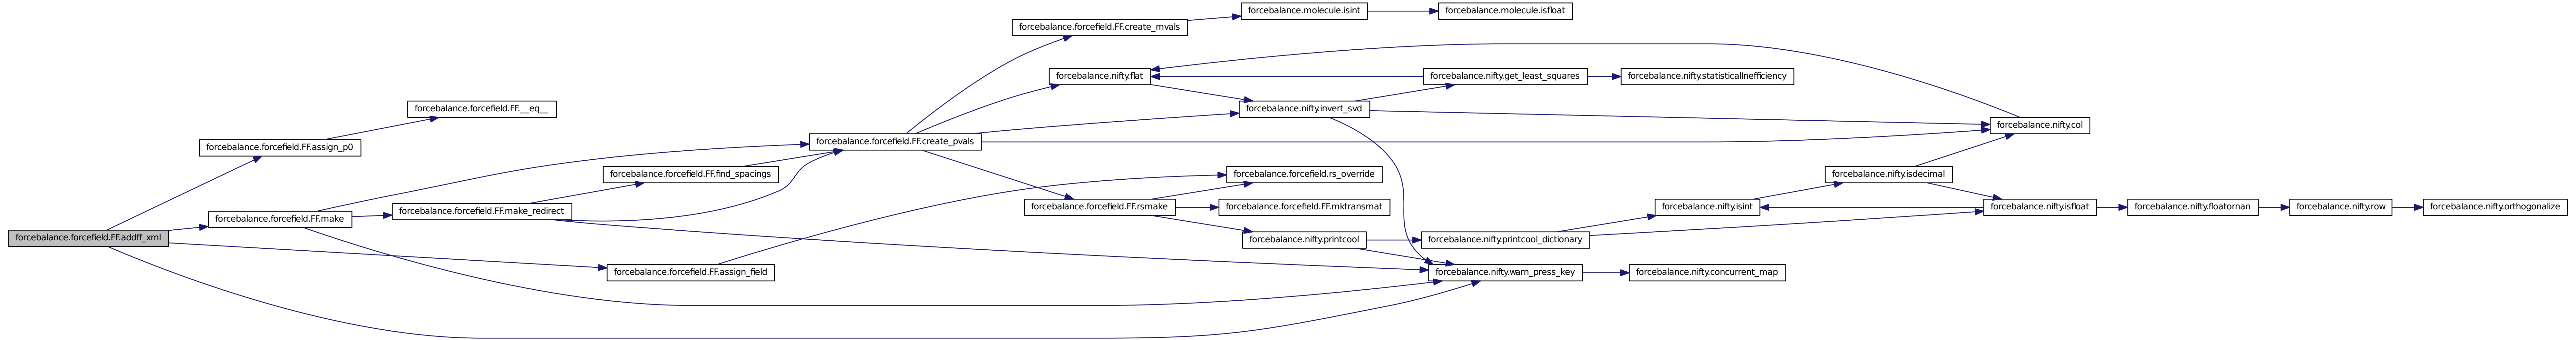 forcebalance.forcefield.FF.addff_xml
forcebalance.forcefield.FF.assign_p0
forcebalance.forcefield.FF.make
forcebalance.forcefield.FF.__eq__
forcebalance.forcefield.FF.make_redirect
forcebalance.forcefield.FF.find_spacings
forcebalance.forcefield.FF.assign_field
forcebalance.forcefield.FF.create_pvals
forcebalance.forcefield.FF.create_mvals
forcebalance.nifty.flat
forcebalance.forcefield.FF.rsmake
forcebalance.molecule.isint
forcebalance.nifty.invert_svd
forcebalance.forcefield.rs_override
forcebalance.forcefield.FF.mktransmat
forcebalance.nifty.printcool
forcebalance.molecule.isfloat
forcebalance.nifty.get_least_squares
forcebalance.nifty.printcool_dictionary
forcebalance.nifty.warn_press_key
forcebalance.nifty.statisticalInefficiency
forcebalance.nifty.isint
forcebalance.nifty.concurrent_map
forcebalance.nifty.isdecimal
forcebalance.nifty.col
forcebalance.nifty.isfloat
forcebalance.nifty.floatornan
forcebalance.nifty.row
forcebalance.nifty.orthogonalize